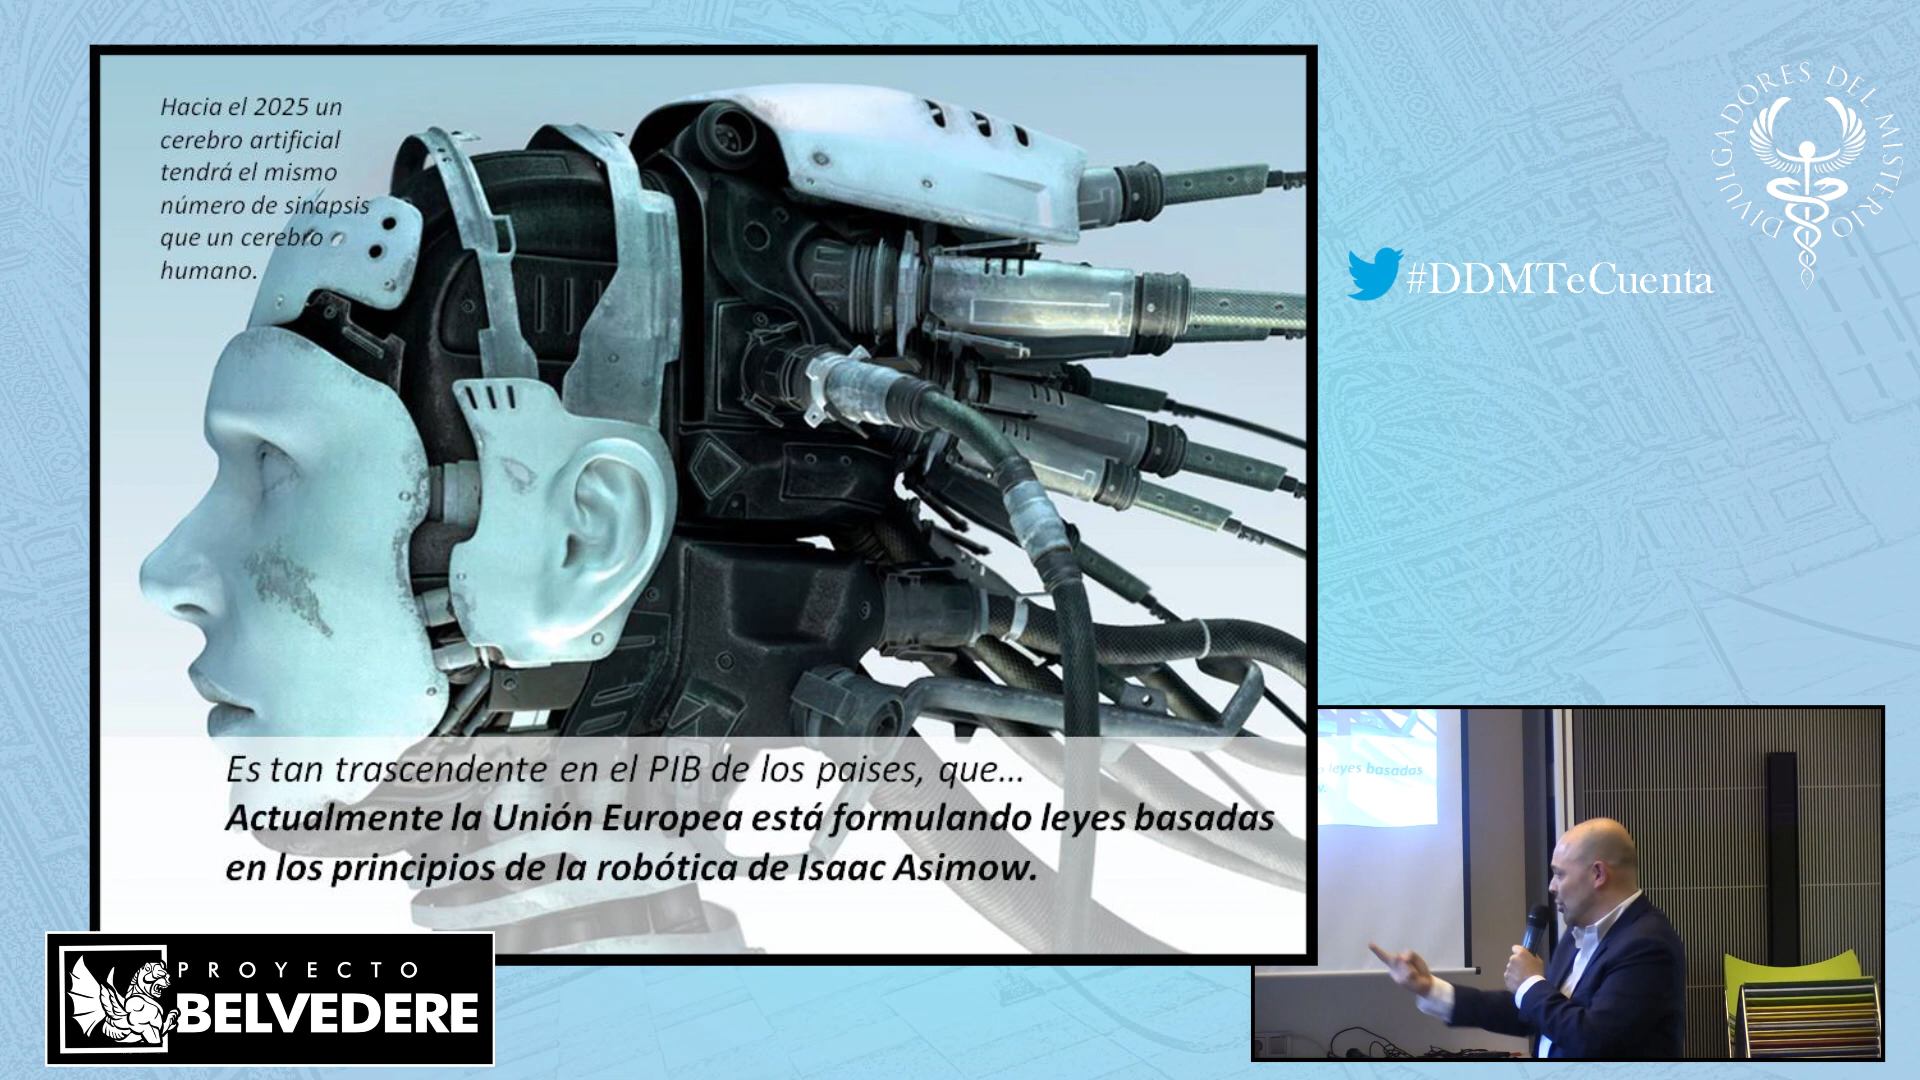 Hacia el 2025 un
cerebro artificial
tendrá el mismo
número de sinapsis
que un cerebro
humano.
Es tan trascendente en el PIB de los paises, que...
Actualmente la Unión Europea está formulando leyes basadas
en los principios de la robótica de Isaac Asimow.
DIVULGADORES DEL MISTERIO
#DDMTeCuenta
leyes basadas
PROYECTO
BELVEDERE